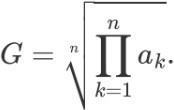 G = \sqrt[n]{\prod_{k=1}^{n} a_k}.